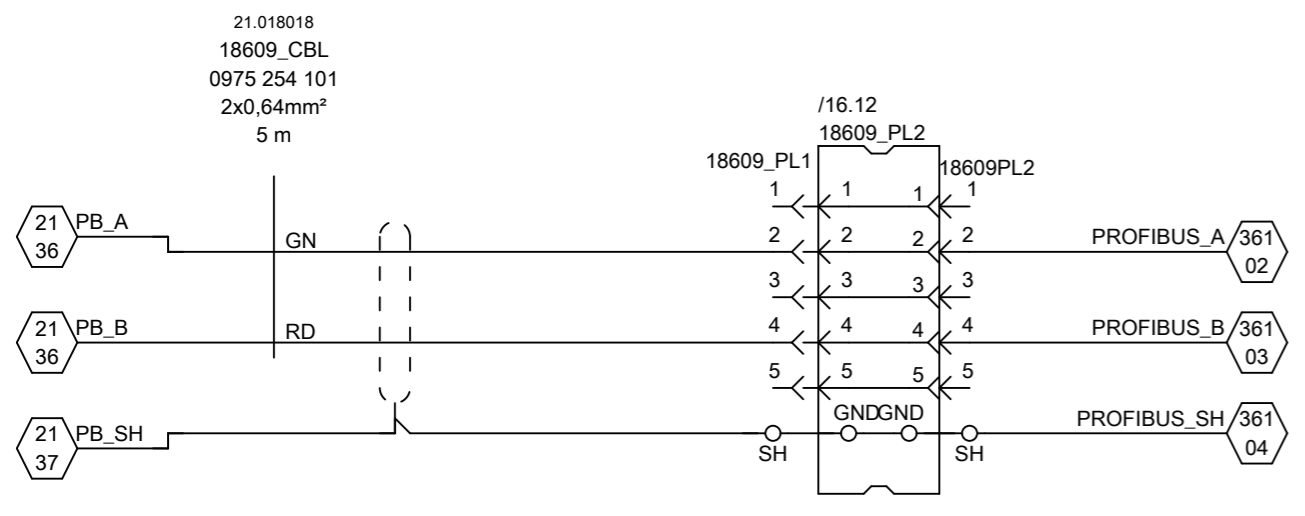 21.018018
18609_CBL
0975 254 101
2x0,64mm²
5 m
/16.12
18609_PL2
18609_PL1
18609PL2
1 1 1 1
21
36
PB_A
GN
2 2 2 2
PROFIBUS_A
361
02
3 3 3 3
21
36
PB_B
RD
4 4 4 4
PROFIBUS_B
361
03
5 5 5 5
21
37
PB_SH
GND GND
SH SH
PROFIBUS_SH
361
04